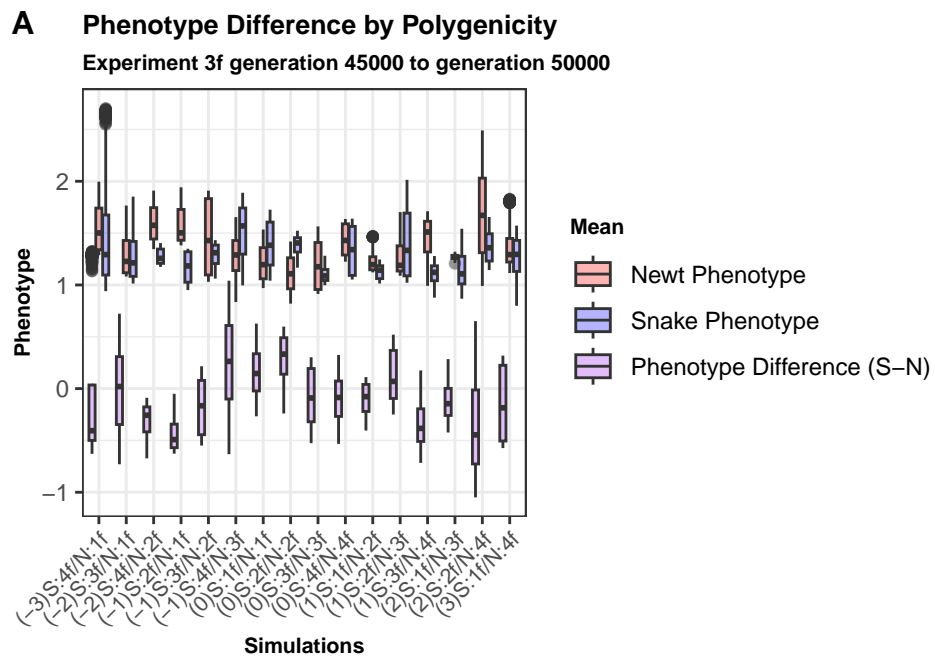 A Phenotype Difference by Polygenicity
Experiment 3f generation 45000 to generation 50000
Phenotype
2
1
0
−1
(−3)S:4f/N:1f
(−2)S:3f/N:1f
(−2)S:4f/N:2f
(−1)S:2f/N:1f
(−1)S:3f/N:2f
(−1)S:4f/N:3f
(0)S:1f/N:1f
(0)S:2f/N:2f
(0)S:3f/N:3f
(0)S:4f/N:4f
(1)S:1f/N:2f
(1)S:2f/N:3f
(1)S:3f/N:4f
(2)S:1f/N:3f
(2)S:2f/N:4f
(3)S:1f/N:4f
Simulations
Mean
Newt Phenotype
Snake Phenotype
Phenotype Difference (S−N)